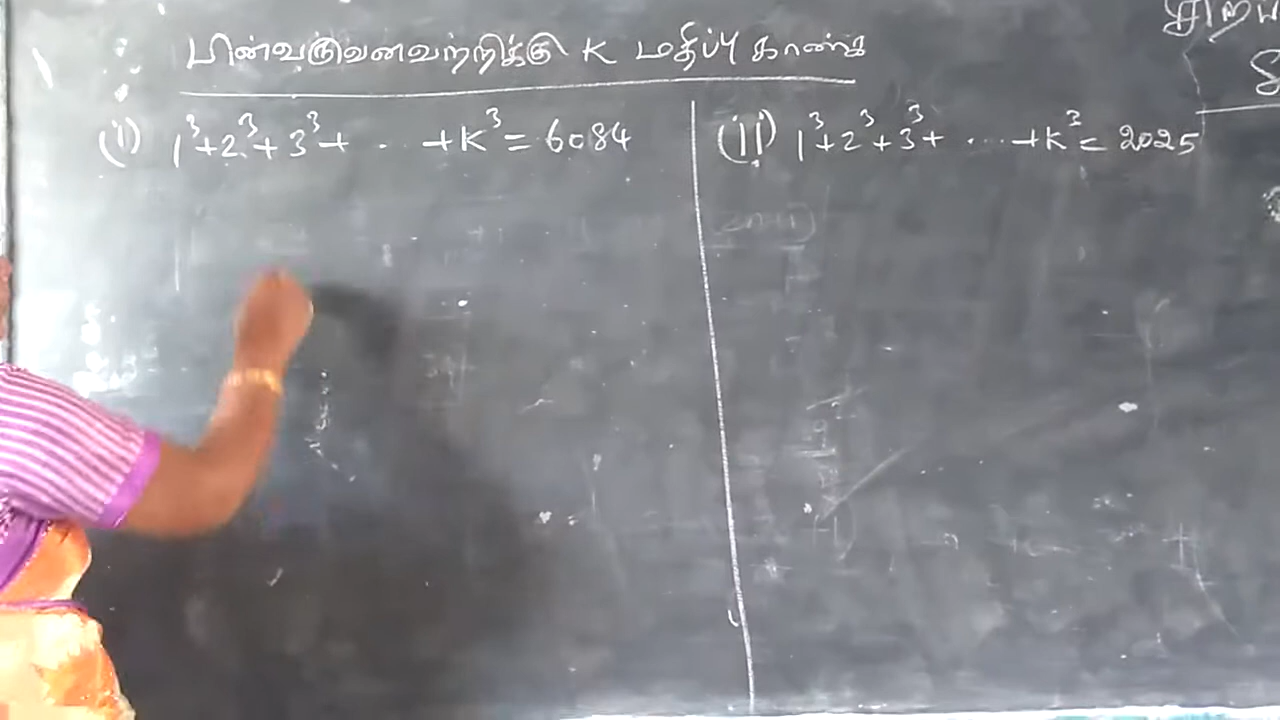 பின்வருவனவற்றிக்கு K மதிப்பு காண்க
(i) 1³+2³+3³+ ... +K³ = 6084
(ii) 1³+2³+3³+ ... +K³ = 2025